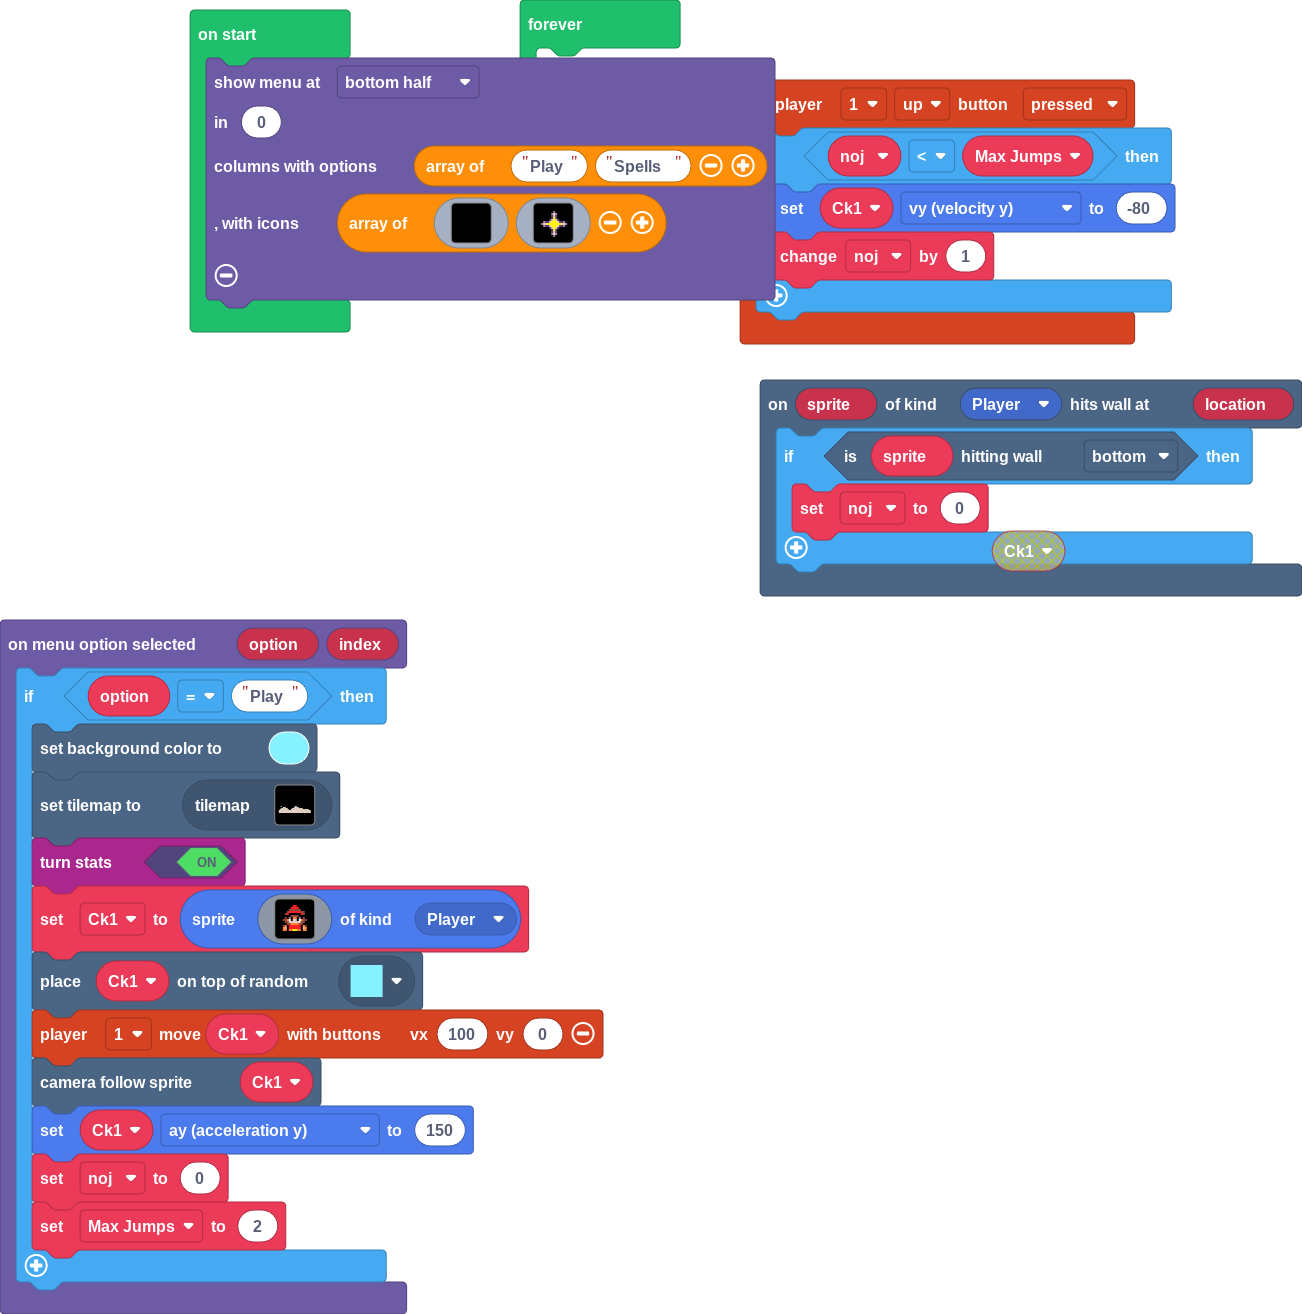 on start
show menu at bottom half
in 0
columns with options array of "Play" "Spells"
, with icons array of
forever
player 1 up button pressed
noj < Max Jumps then
set Ck1 vy (velocity y) to -80
change noj by 1
on sprite of kind Player hits wall at location
if is sprite hitting wall bottom then
set noj to 0
Ck1
on menu option selected option index
if option = "Play" then
set background color to
set tilemap to tilemap
turn stats ON
set Ck1 to sprite of kind Player
place Ck1 on top of random
player 1 move Ck1 with buttons vx 100 vy 0
camera follow sprite Ck1
set Ck1 ay (acceleration y) to 150
set noj to 0
set Max Jumps to 2